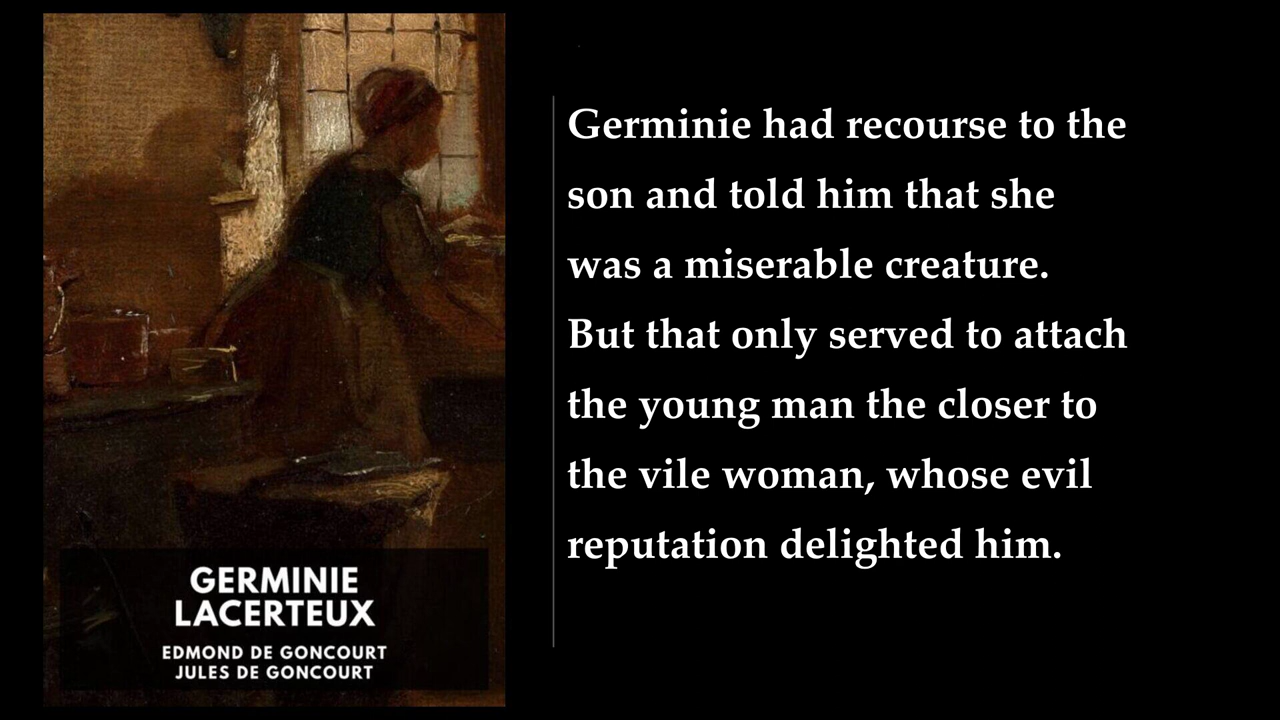 GERMINIE
LACERTEUX
EDMOND DE GONCOURT
JULES DE GONCOURT
Germinie had recourse to the
son and told him that she
was a miserable creature.
But that only served to attach
the young man the closer to
the vile woman, whose evil
reputation delighted him.